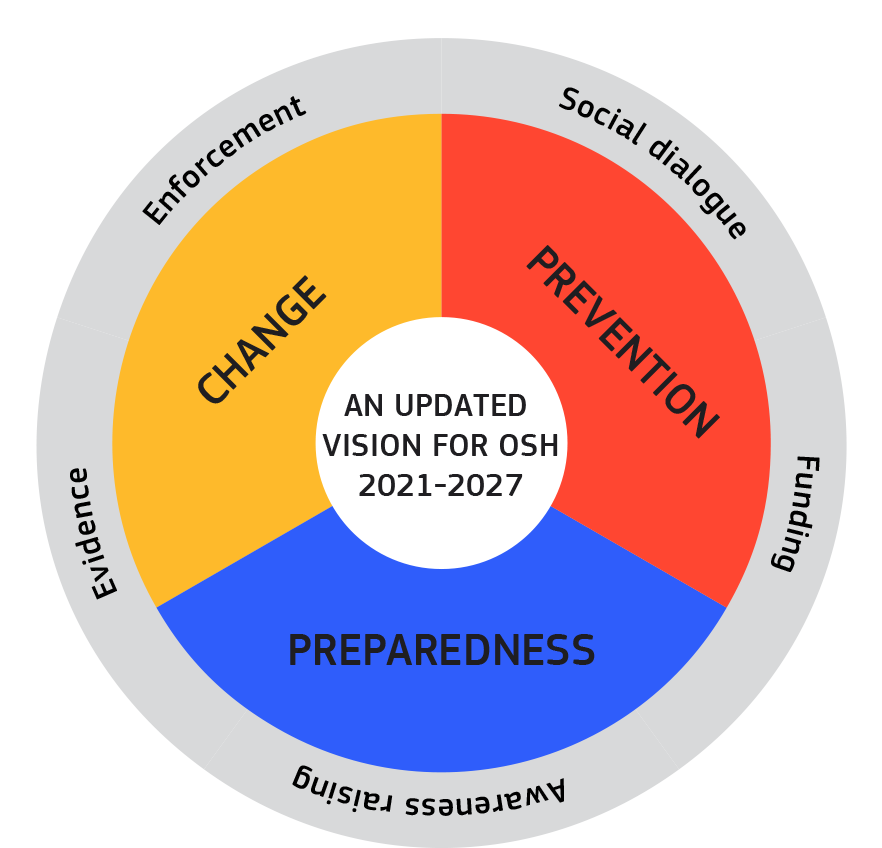 Enforcement
Social dialogue
CHANGE
PREVENTION
AN UPDATED
VISION FOR OSH
2021-2027
Evidence
Funding
PREPAREDNESS
Awareness raising